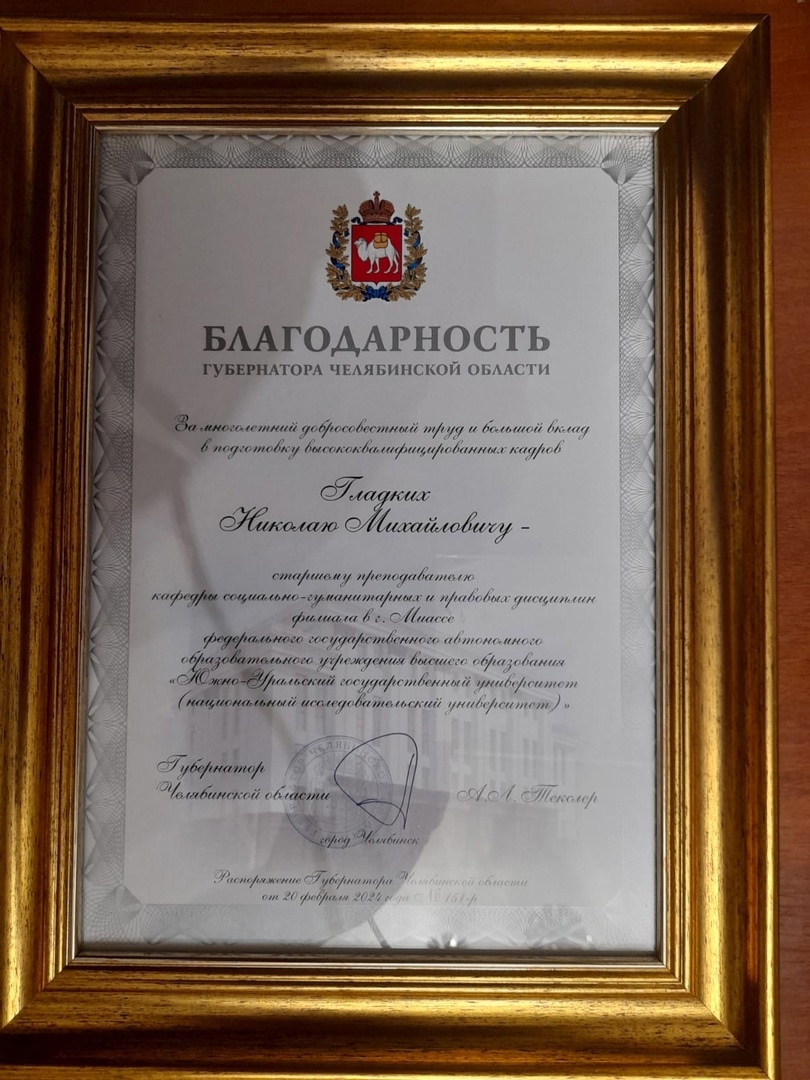 БЛАГОДАРНОСТЬ
ГУБЕРНАТОРА ЧЕЛЯБИНСКОЙ ОБЛАСТИ
За многолетний добросовестный труд и большой вклад
в подготовку высококвалифицированных кадров
Гладких
Николаю Михайловичу –
старшему преподавателю
кафедры социально-гуманитарных и правовых дисциплин
филиала в г. Миассе
федерального государственного автономного
образовательного учреждения высшего образования
«Южно-Уральский государственный университет
(национальный исследовательский университет)»
Губернатор
Челябинской области
А.Л. Текслер
город Челябинск
Распоряжение Губернатора Челябинской области
от 20 февраля 2024 года № 151-р